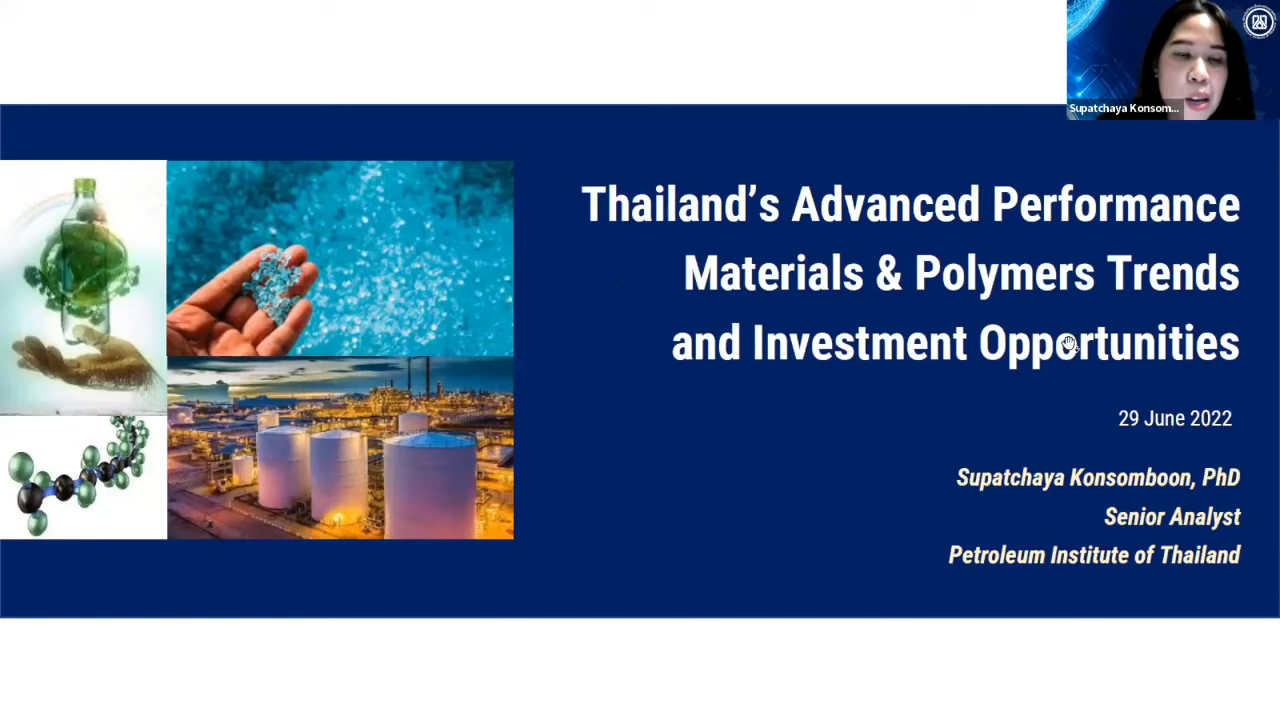 Supatchaya Konsom...
Thailand's Advanced Performance
Materials & Polymers Trends
and Investment Opportunities
29 June 2022
Supatchaya Konsomboon, PhD
Senior Analyst
Petroleum Institute of Thailand